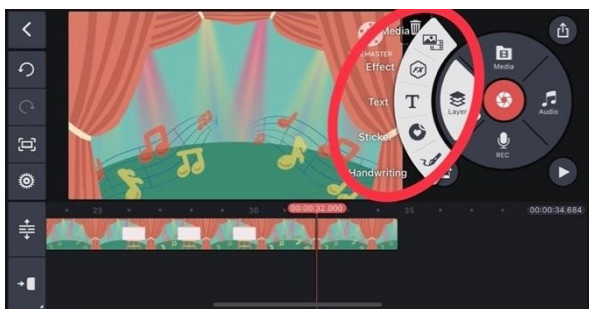 Media
KINEMASTER
Effect
Text
Sticker
Handwriting
Media
Layer
Audio
REC
25
30
00:00:32.000
35
00:00:34.684